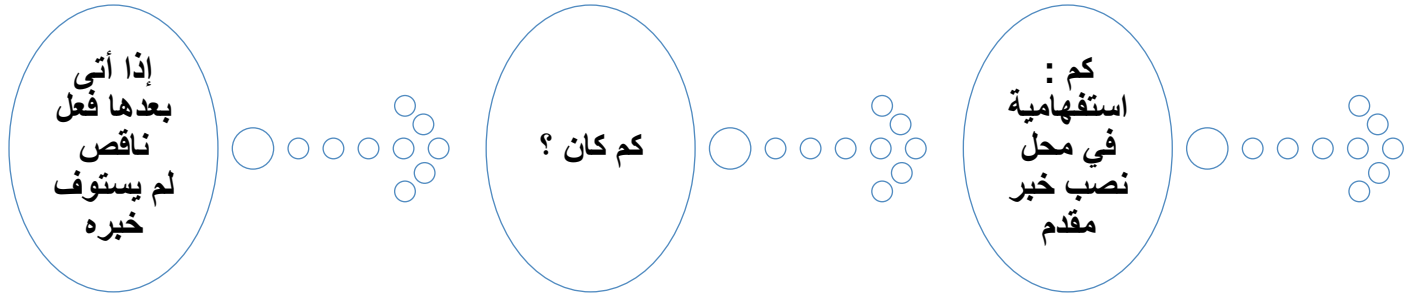 إذا أتى
بعدها فعل
ناقص
لم يستوف
خبره
كم كان ؟
كم :
استفهامية
في محل
نصب خبر
مقدم